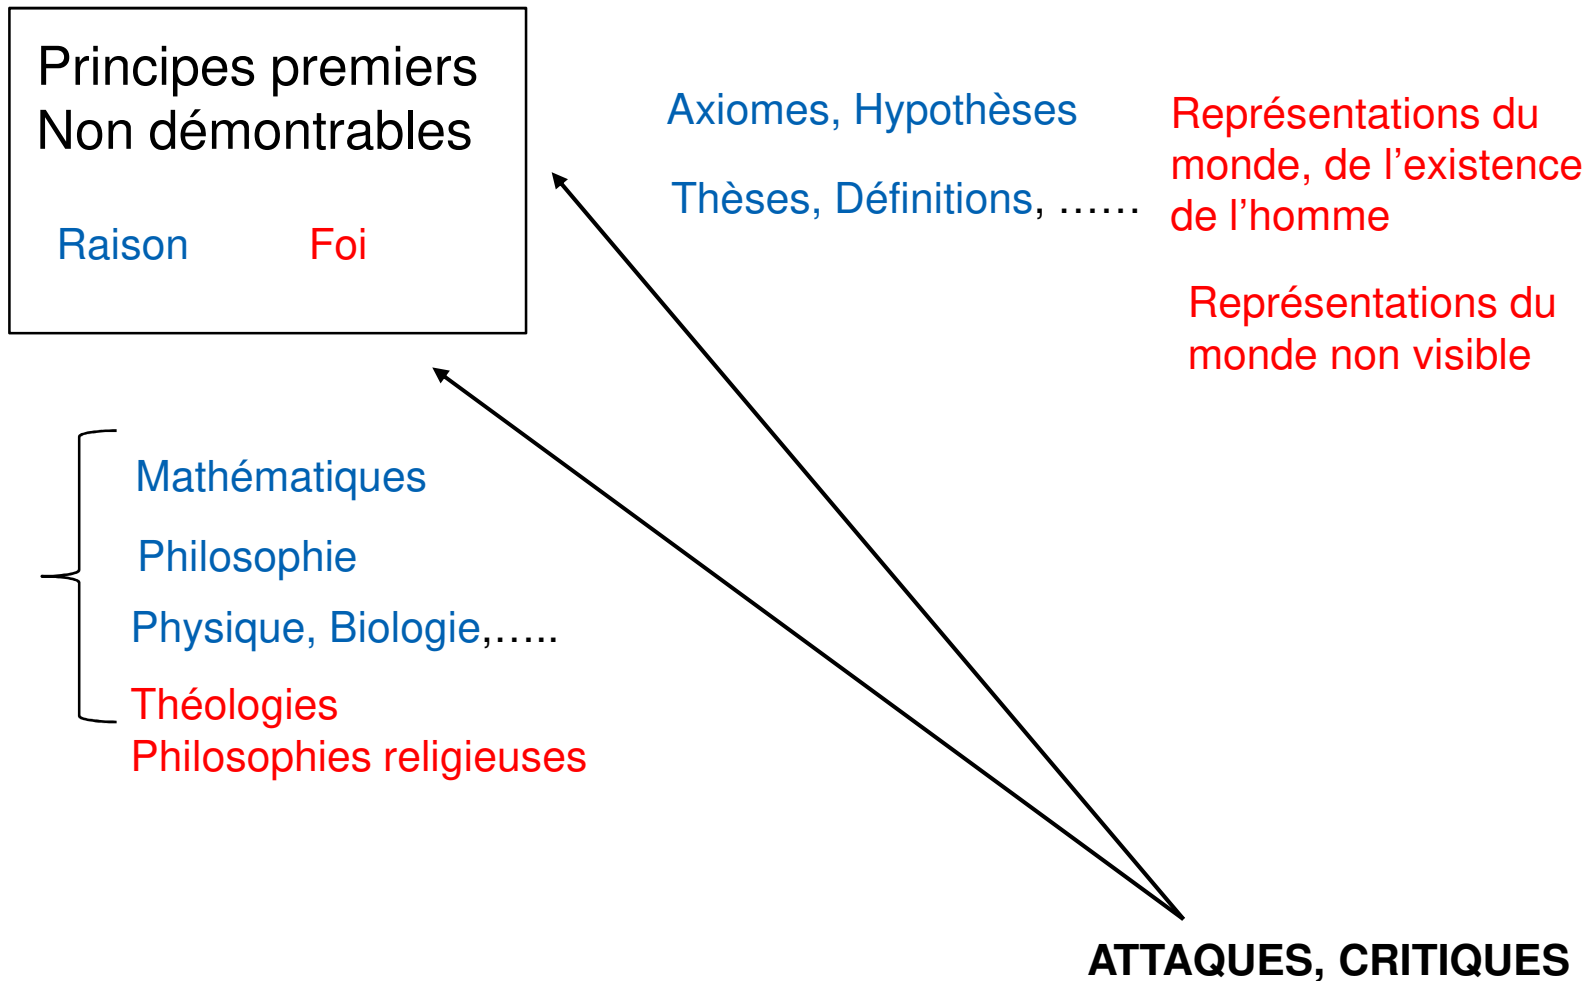 Principes premiers
Non démontrables
Raison
Foi
Axiomes, Hypothèses
Thèses, Définitions, ......
Représentations du
monde, de l’existence
de l’homme
Représentations du
monde non visible
Mathématiques
Philosophie
Physique, Biologie,.....
Théologies
Philosophies religieuses
ATTAQUES, CRITIQUES